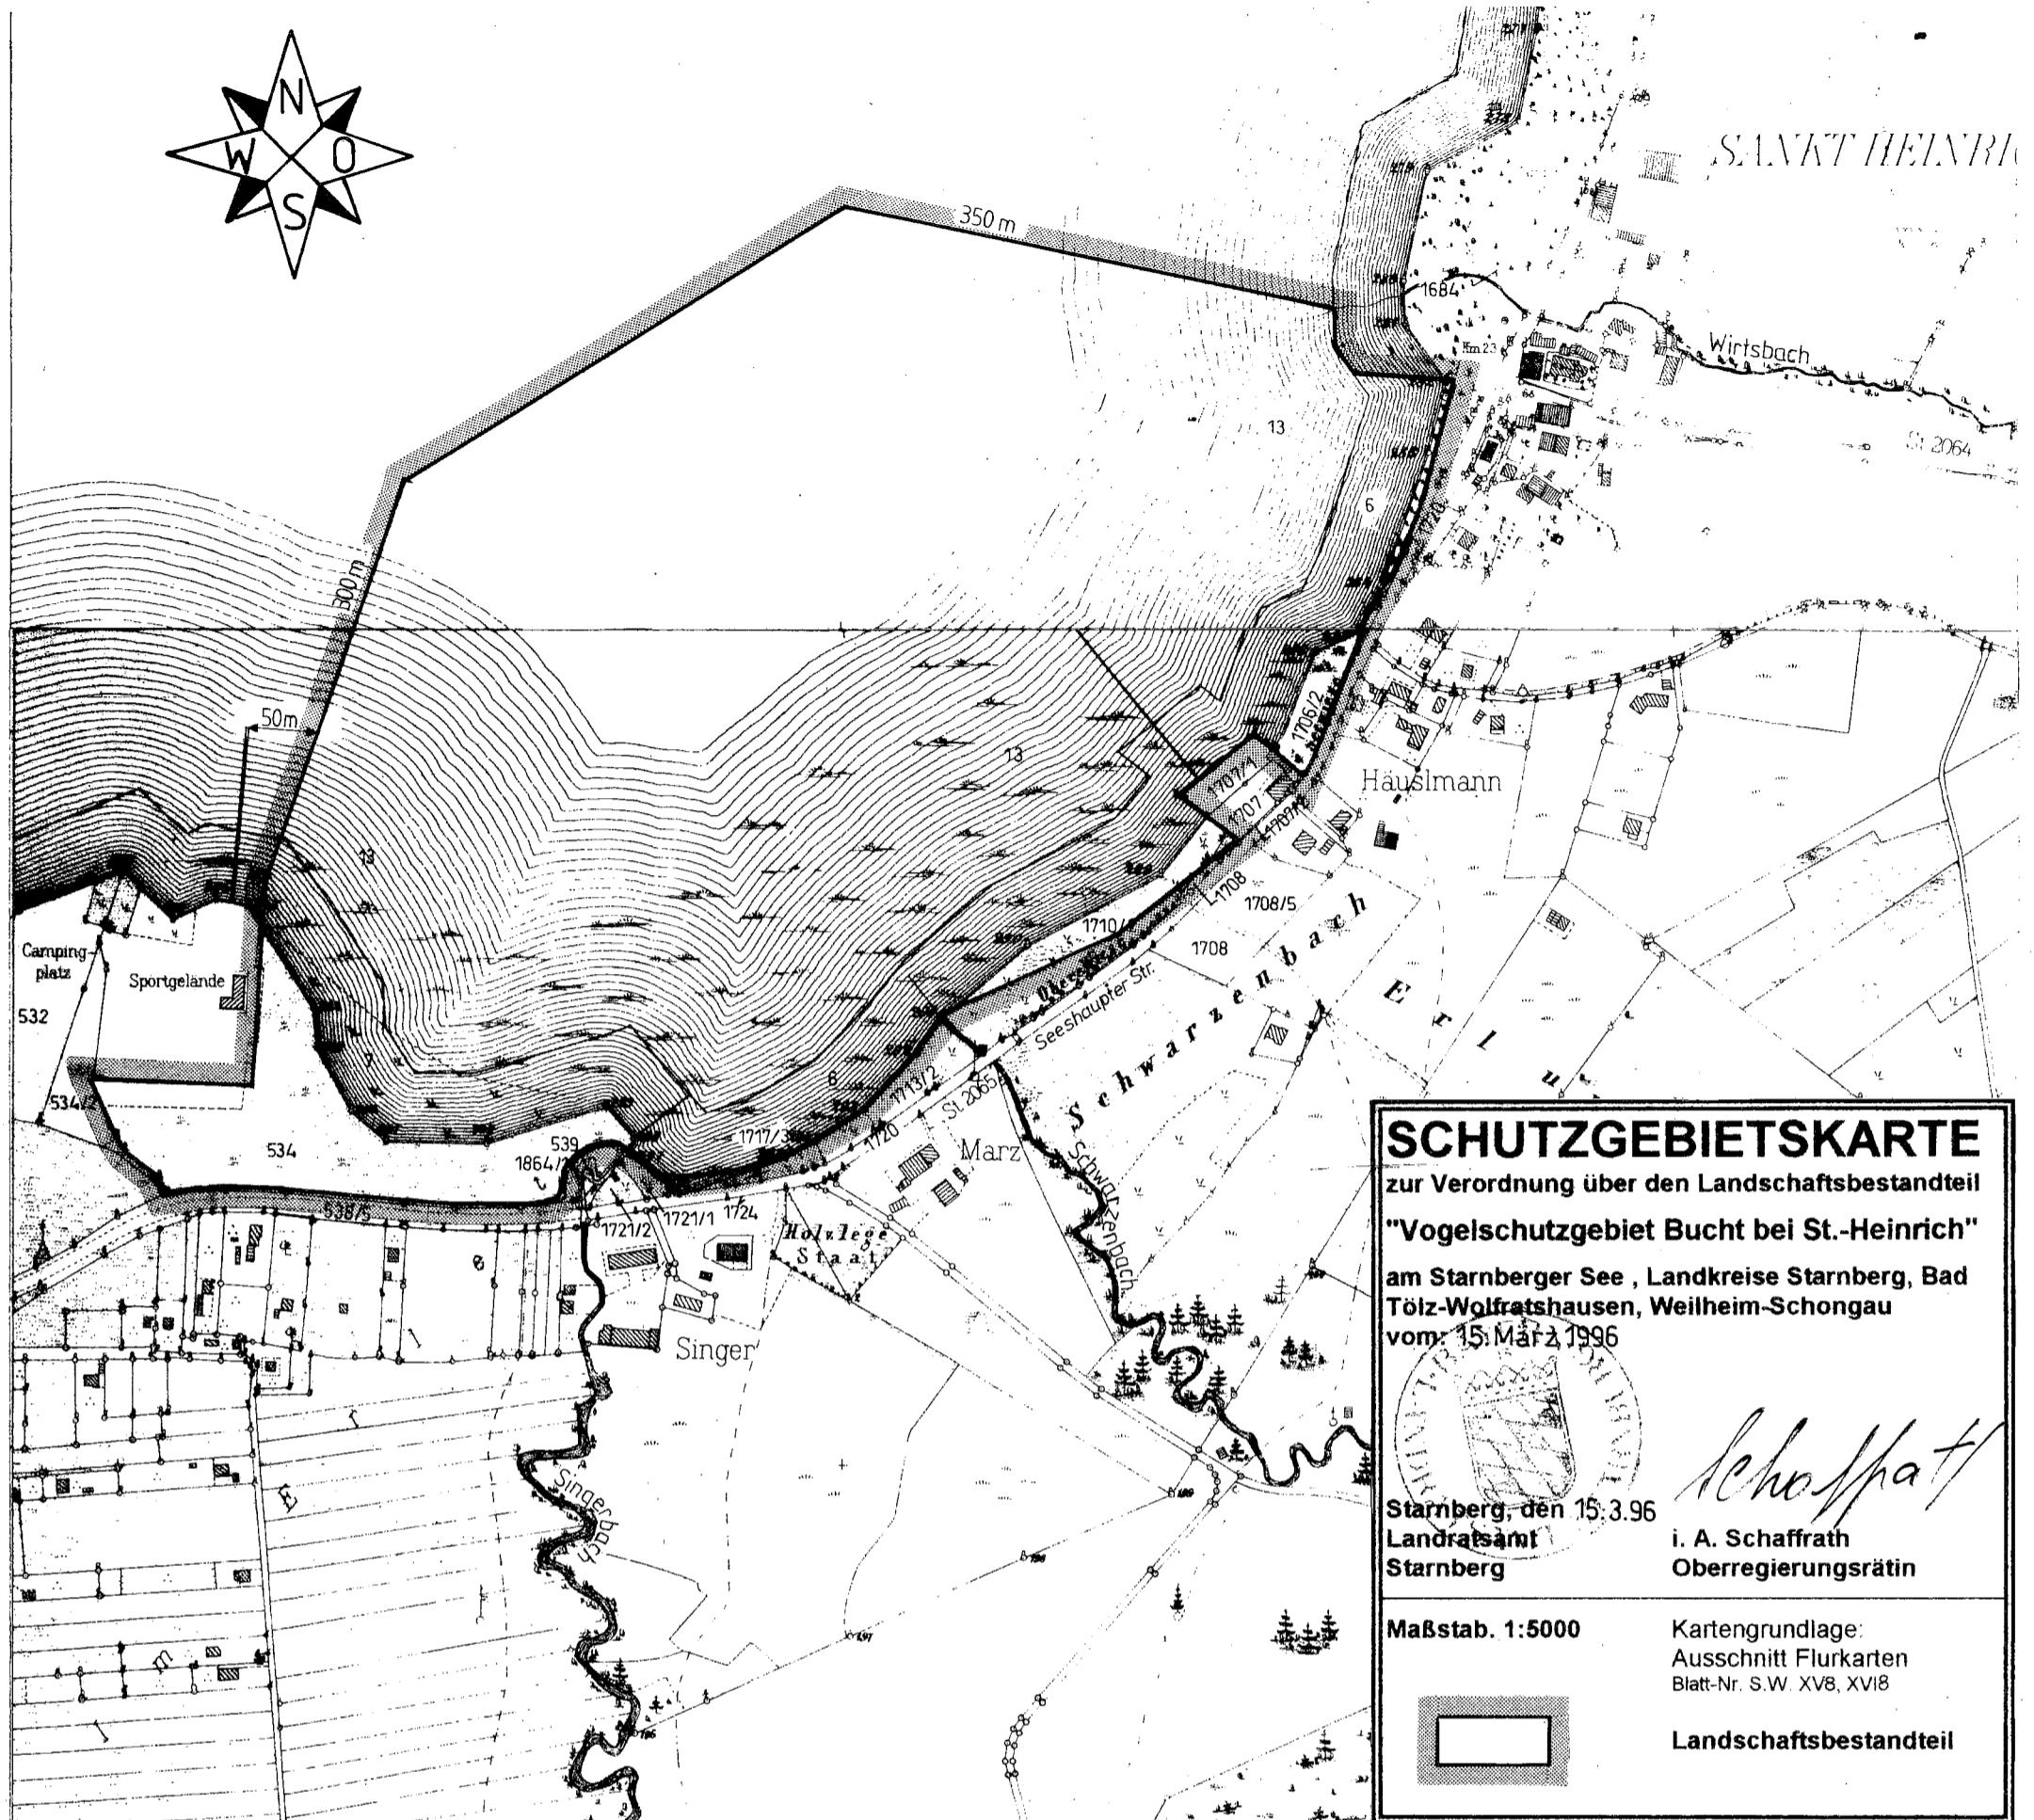 N
W
O
S
SANKT HEINRI
350 m
279
1684
Km 23
Wirtsbach
St 2064
13
66
6
1720
300 m
50m
13
13
1706/2
1707/1
1707
Häuslmann
L1708
1708/5
1710/
1708
Seeshaupter Str.
Schwarzenbach
Erlu
Camping-
platz
Sportgelände
532
7
6
534/
534
539
1864/
1717/3
1713/2
St 2065
1720
Marz
Schwarzenbach
538/5
1721/2
1721/1
1724
Holzlege
Staat
Singer
Singerbach
E
r
l
m
SCHUTZGEBIETSKARTE
zur Verordnung über den Landschaftsbestandteil
"Vogelschutzgebiet Bucht bei St.-Heinrich"
am Starnberger See , Landkreise Starnberg, Bad
Tölz-Wolfratshausen, Weilheim-Schongau
vom: 15. März 1996
Starnberg, den 15.3.96
Landratsamt
Starnberg
i. A. Schaffrath
Oberregierungsrätin
Maßstab. 1:5000
Kartengrundlage:
Ausschnitt Flurkarten
Blatt-Nr. S.W. XV8, XVI8
Landschaftsbestandteil